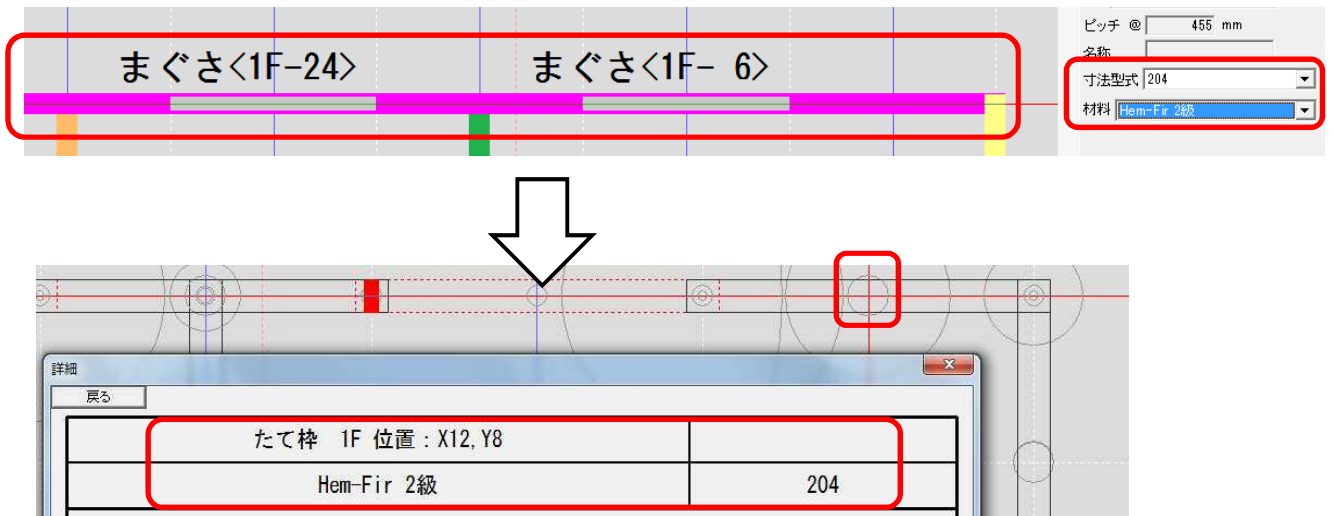 ピッチ @ 455 mm
名称
まぐさ<1F-24> まぐさ<1F- 6>
寸法型式 204
材料 Hem-Fir 2級
詳細
戻る
たて枠 1F 位置：X12,Y8
Hem-Fir 2級 204